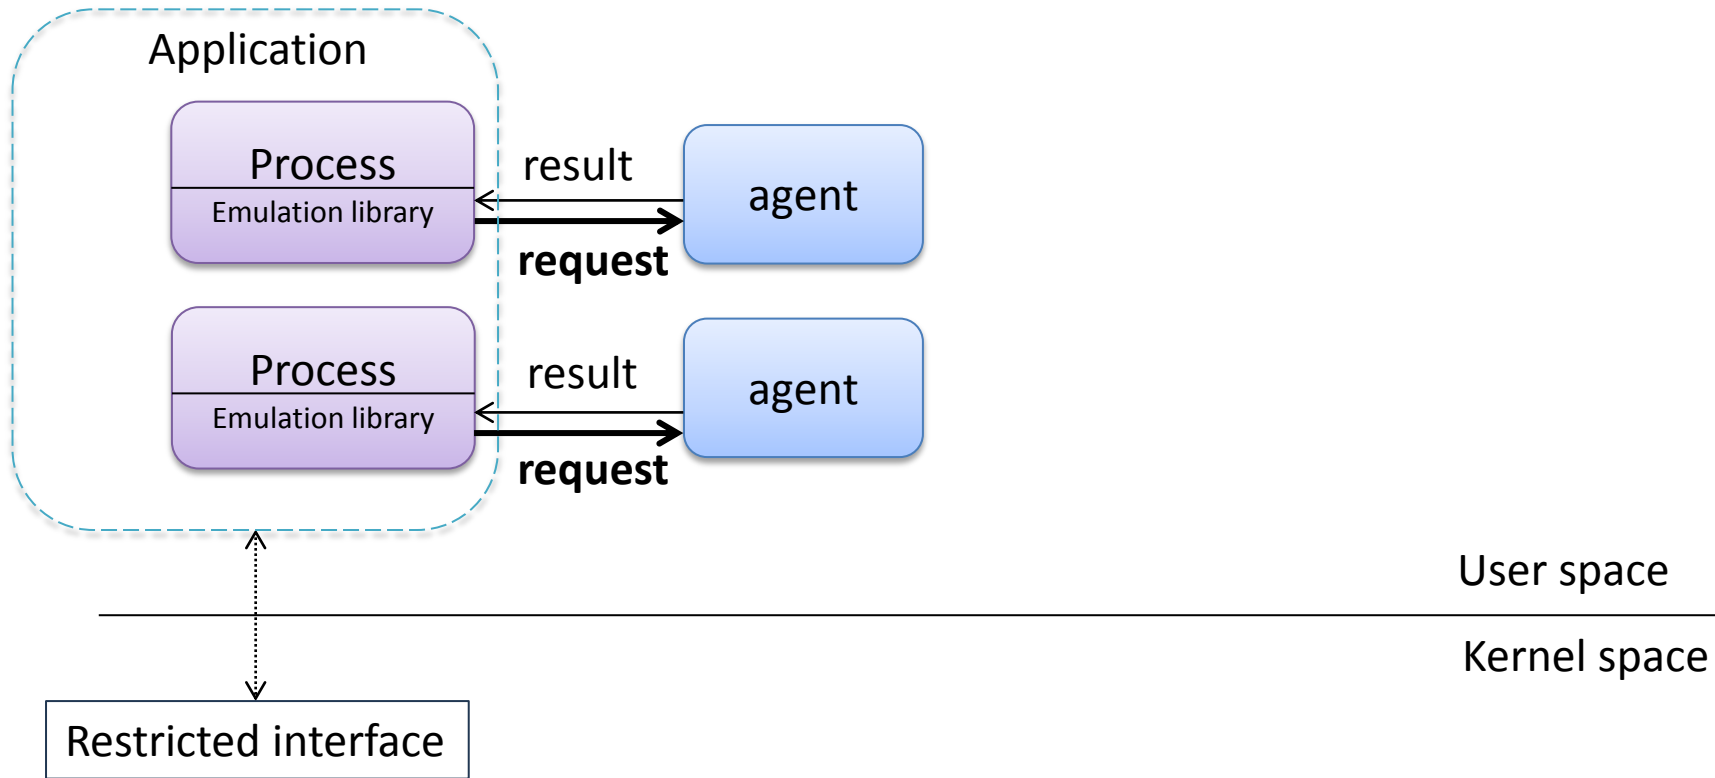 Application
Process
Emulation library
result
request
agent
Process
Emulation library
result
request
agent
User space
Kernel space
Restricted interface